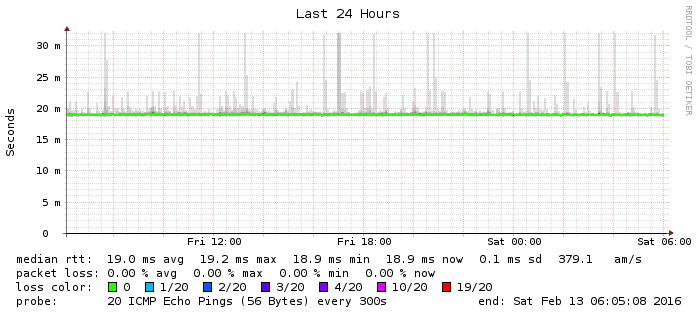 Last 24 Hours
RRDTOOL / TOBI OETIKER
Seconds
30 m
25 m
20 m
15 m
10 m
5 m
0
Fri 12:00 Fri 18:00 Sat 00:00 Sat 06:00
median rtt: 19.0 ms avg 19.2 ms max 18.9 ms min 18.9 ms now 0.1 ms sd 379.1 am/s
packet loss: 0.00 % avg 0.00 % max 0.00 % min 0.00 % now
loss color: 0 1/20 2/20 3/20 4/20 10/20 19/20
probe: 20 ICMP Echo Pings (56 Bytes) every 300s end: Sat Feb 13 06:05:08 2016